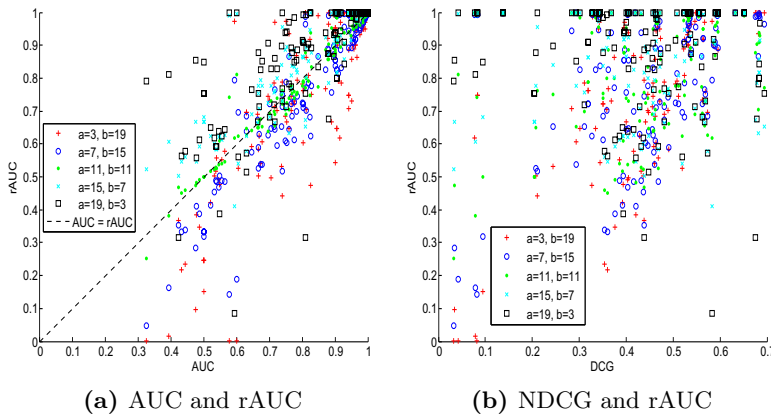 1
0.9
0.8
0.7
0.6
0.5
0.4
0.3
0.2
0.1
0
rAUC
a=3, b=19
a=7, b=15
a=11, b=11
a=15, b=7
a=19, b=3
AUC = rAUC
0 0.1 0.2 0.3 0.4 0.5 0.6 0.7 0.8 0.9 1
AUC
(a) AUC and rAUC
1
0.9
0.8
0.7
0.6
0.5
0.4
0.3
0.2
0.1
0
rAUC
a=3, b=19
a=7, b=15
a=11, b=11
a=15, b=7
a=19, b=3
0 0.1 0.2 0.3 0.4 0.5 0.6 0.7
DCG
(b) NDCG and rAUC